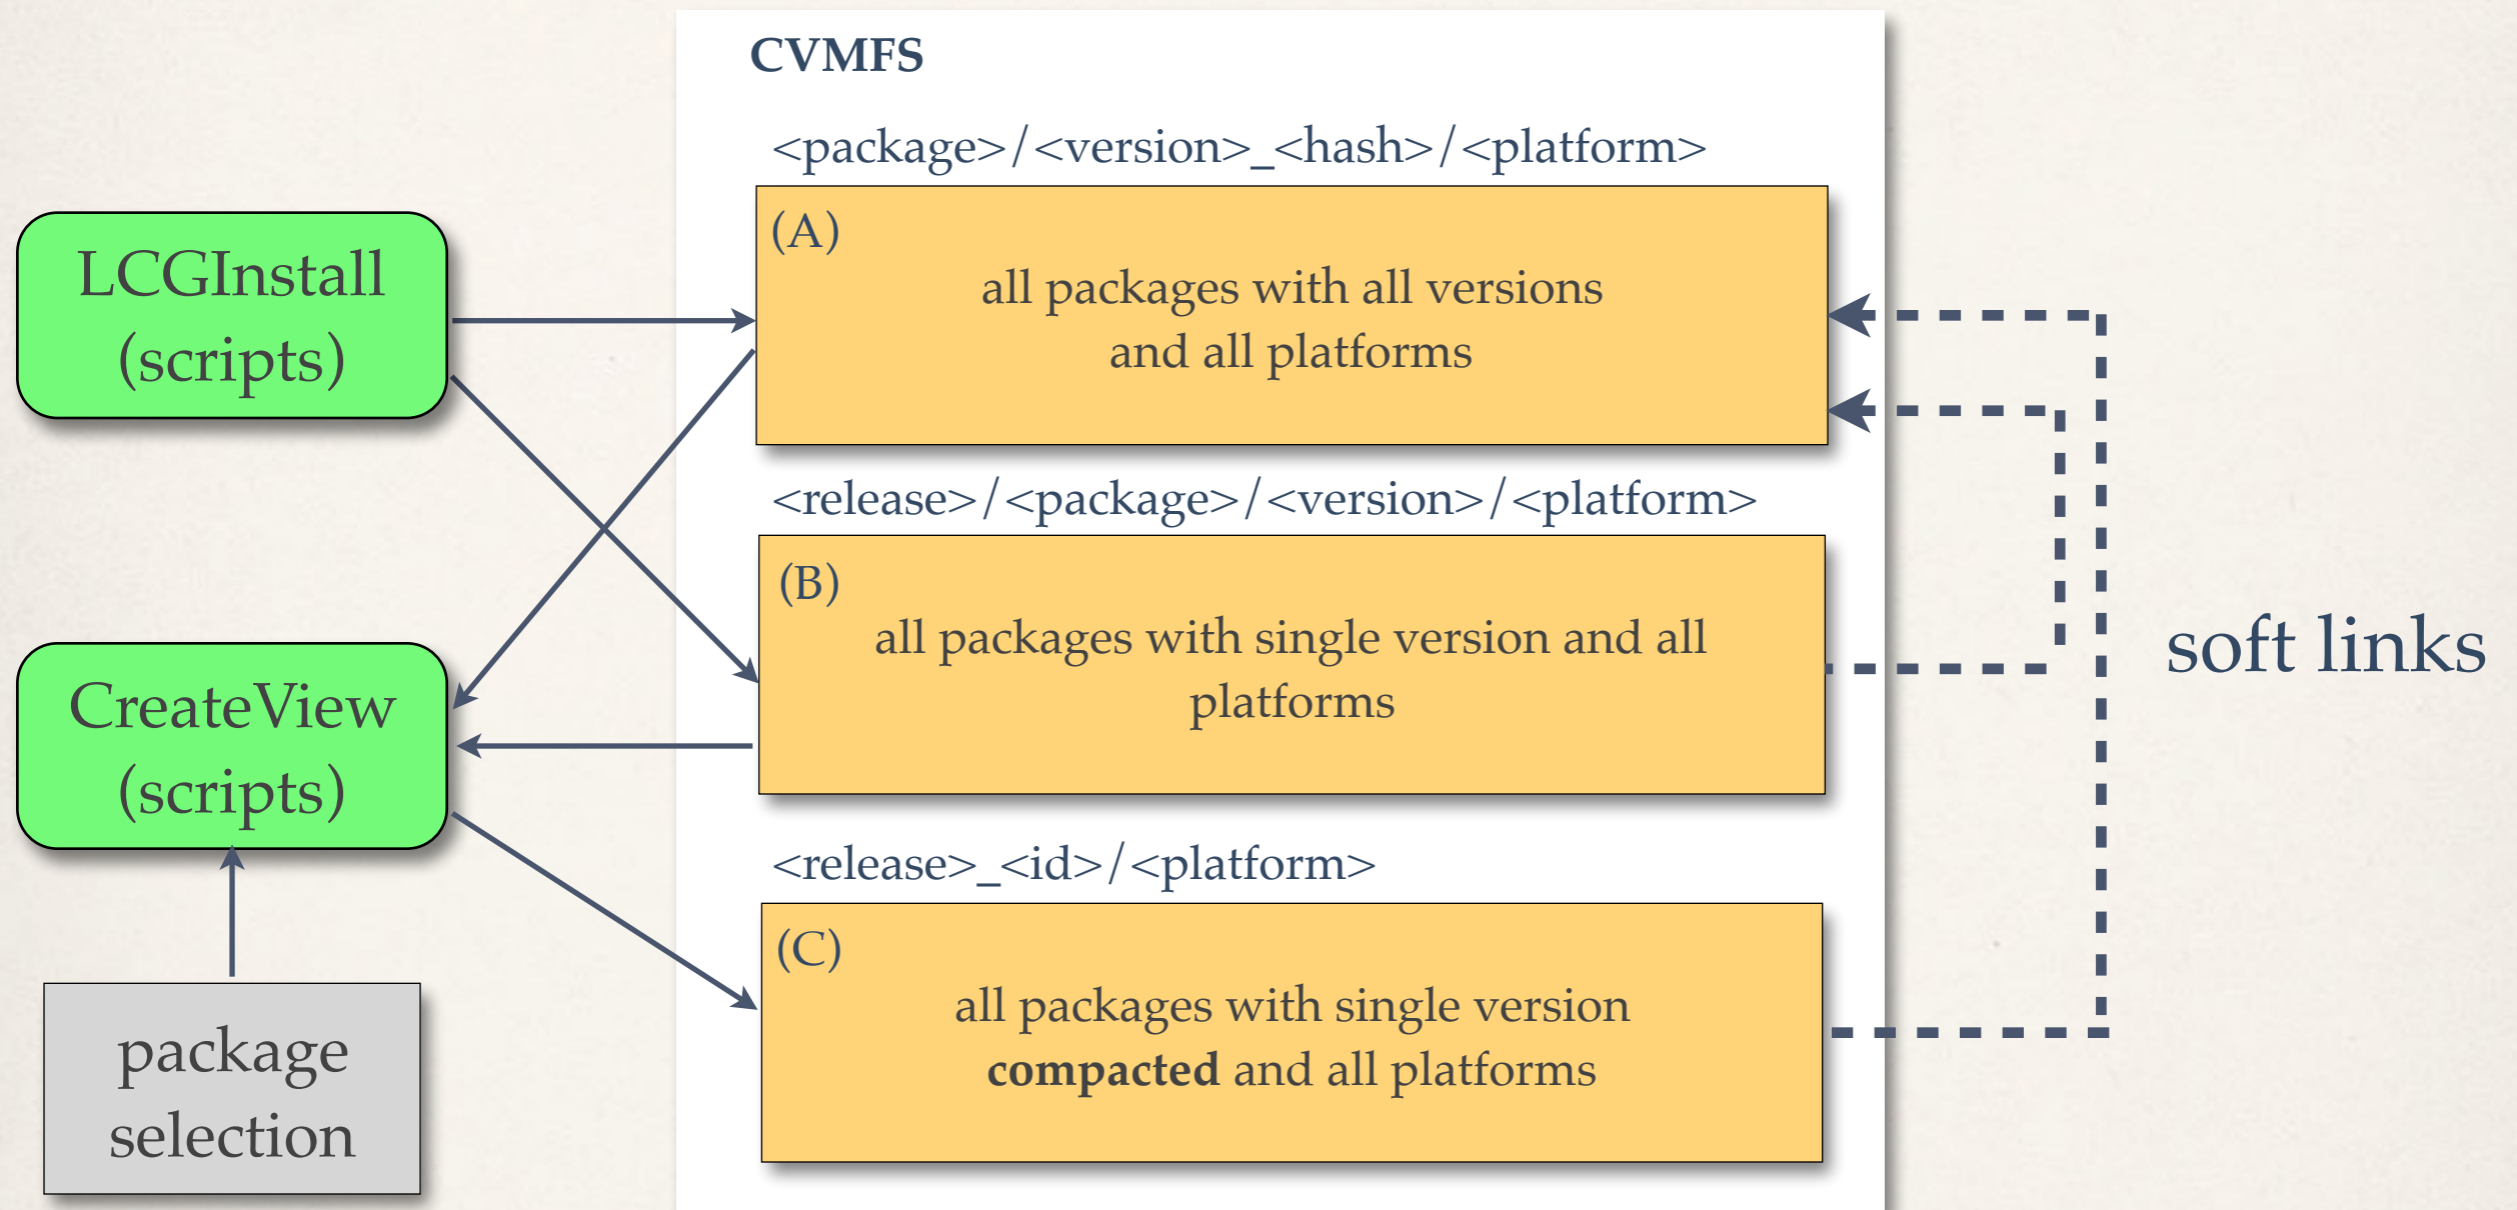 CVMFS
<package>/<version>_<hash>/<platform>
(A)
all packages with all versions
and all platforms
LCGInstall
(scripts)
<release>/<package>/<version>/<platform>
(B)
all packages with single version and all
platforms
soft links
CreateView
(scripts)
<release>_<id>/<platform>
(C)
all packages with single version
compacted and all platforms
package
selection